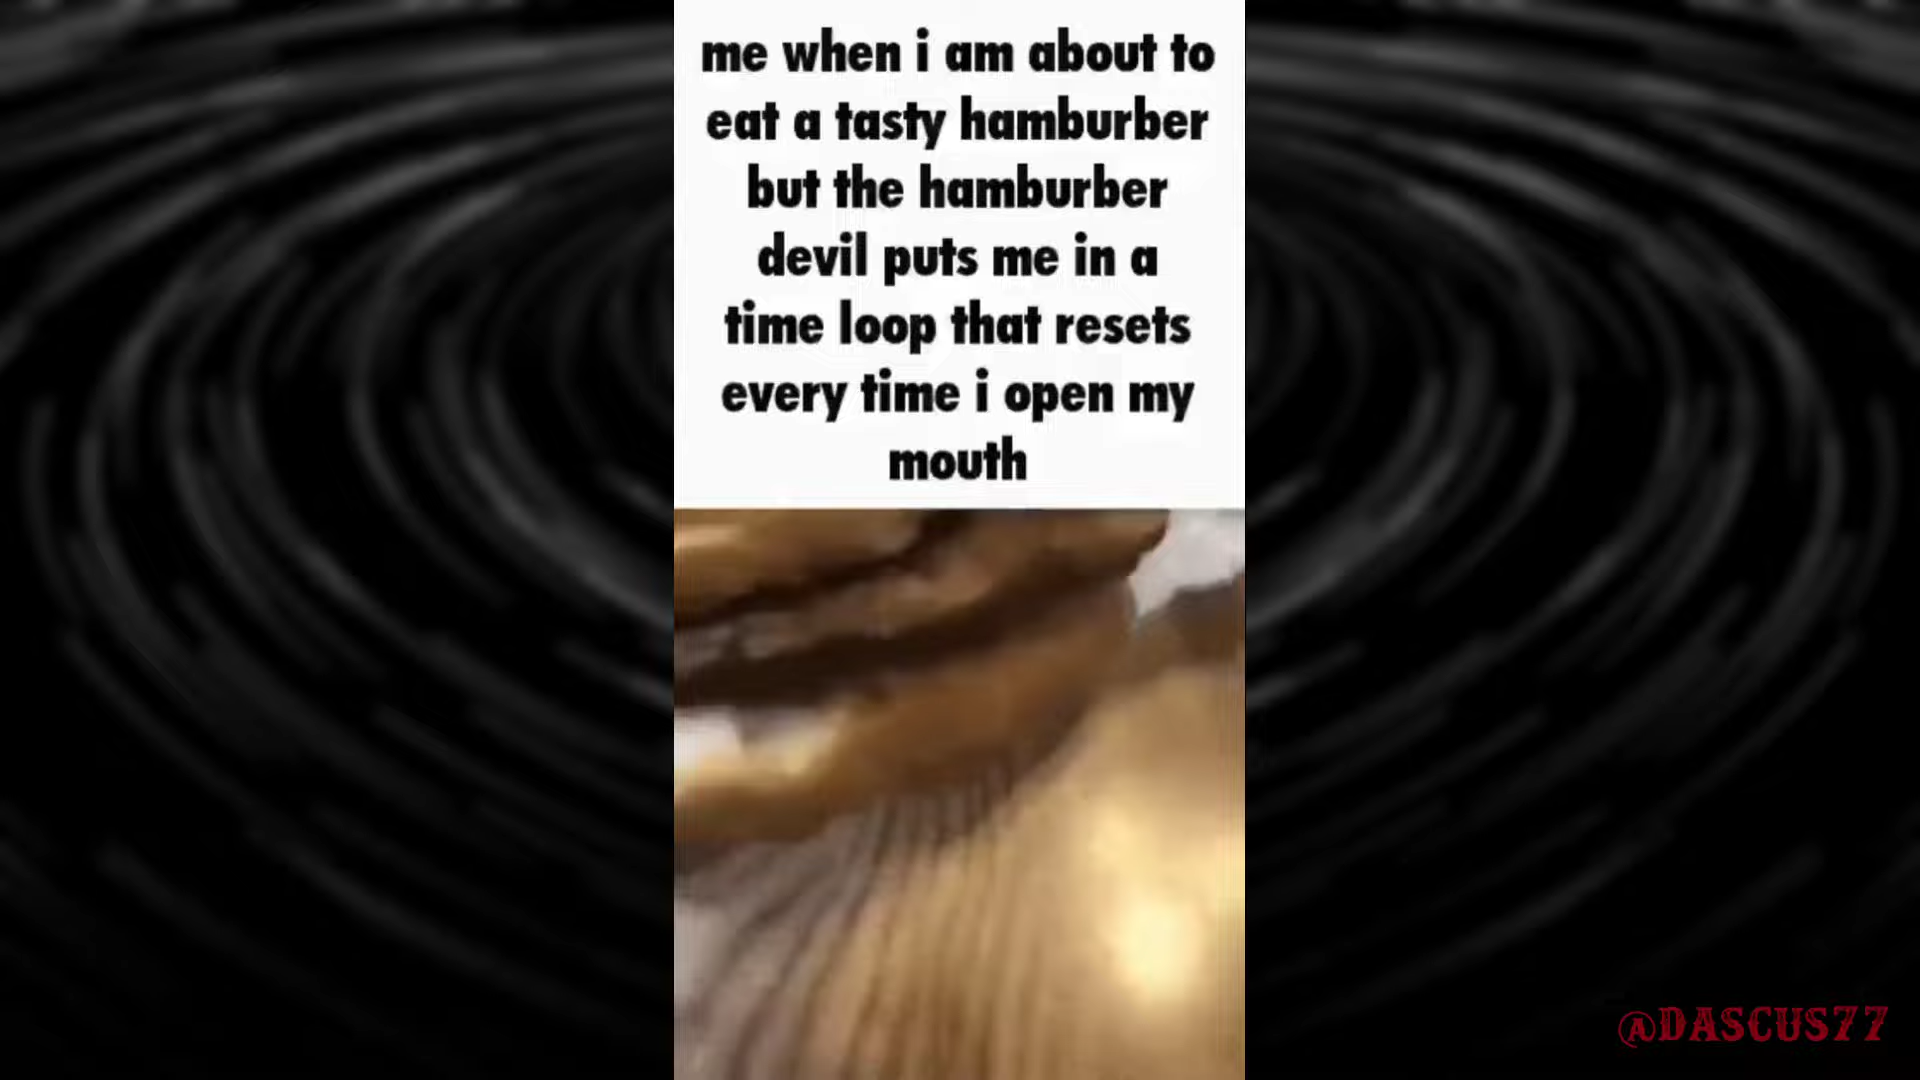 me when i am about to
eat a tasty hamburber
but the hamburber
devil puts me in a
time loop that resets
every time i open my
mouth
@DASCUS77